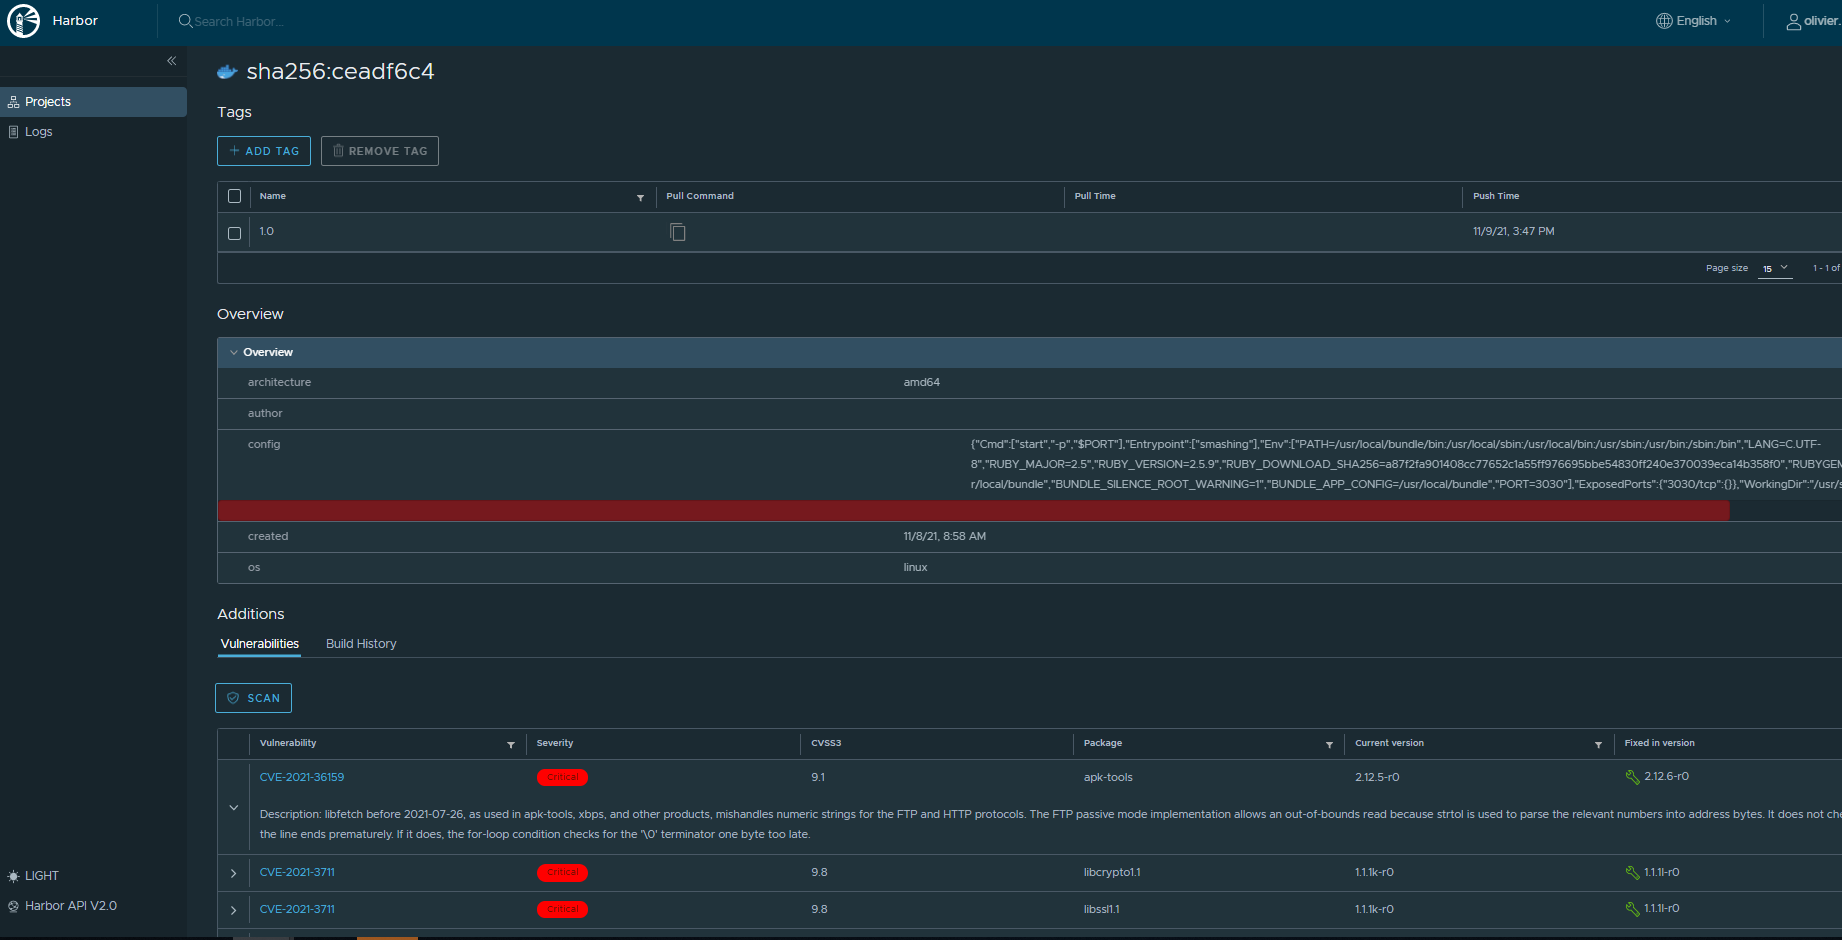 Harbor
Search Harbor...
English
olivier.
Projects
Logs
sha256:ceadf6c4
Tags
ADD TAG
REMOVE TAG
Name Pull Command Pull Time Push Time
1.0 11/9/21, 3:47 PM
Page size 15 1 - 1 of
Overview
Overview
architecture amd64
author
config {"Cmd":["start","-p","$PORT"],"Entrypoint":["smashing"],"Env":["PATH=/usr/local/bundle/bin:/usr/local/sbin:/usr/local/bin:/usr/sbin:/usr/bin:/sbin:/bin","LANG=C.UTF-
8","RUBY_MAJOR=2.5","RUBY_VERSION=2.5.9","RUBY_DOWNLOAD_SHA256=a87f2fa901408cc77652c1a55ff976695bbe54830ff240e370039eca14b358f0","RUBYGEM
r/local/bundle","BUNDLE_SILENCE_ROOT_WARNING=1","BUNDLE_APP_CONFIG=/usr/local/bundle","PORT=3030"],"ExposedPorts":{"3030/tcp":{}},"WorkingDir":"/usr/s
created 11/8/21, 8:58 AM
os linux
Additions
Vulnerabilities Build History
SCAN
Vulnerability Severity CVSS3 Package Current version Fixed in version
CVE-2021-36159 Critical 9.1 apk-tools 2.12.5-r0 2.12.6-r0
Description: libfetch before 2021-07-26, as used in apk-tools, xbps, and other products, mishandles numeric strings for the FTP and HTTP protocols. The FTP passive mode implementation allows an out-of-bounds read because strtol is used to parse the relevant numbers into address bytes. It does not che
the line ends prematurely. If it does, the for-loop condition checks for the '\0' terminator one byte too late.
CVE-2021-3711 Critical 9.8 libcrypto1.1 1.1.1k-r0 1.1.1l-r0
CVE-2021-3711 Critical 9.8 libssl1.1 1.1.1k-r0 1.1.1l-r0
LIGHT
Harbor API V2.0